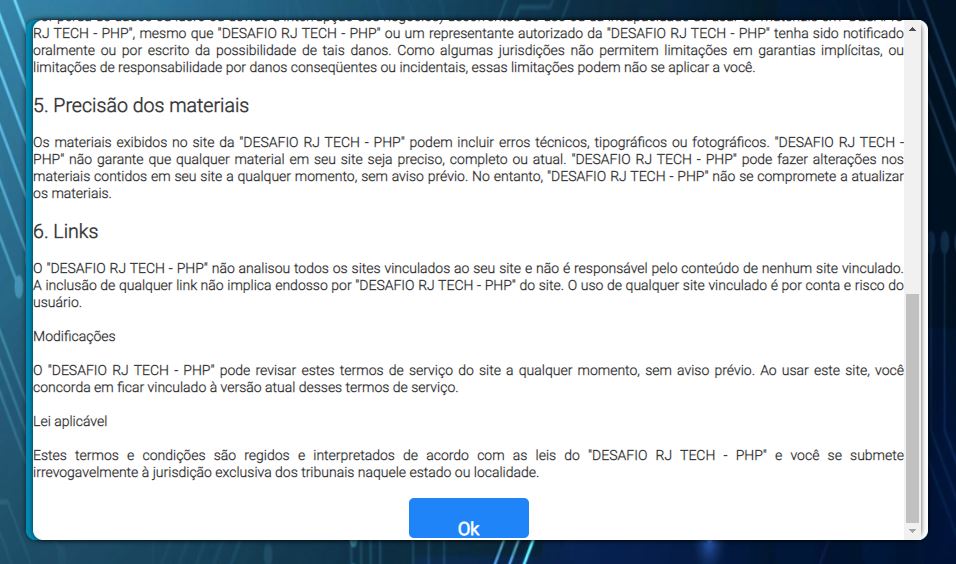 RJ TECH - PHP", mesmo que "DESAFIO RJ TECH - PHP" ou um representante autorizado da "DESAFIO RJ TECH - PHP" tenha sido notificado
oralmente ou por escrito da possibilidade de tais danos. Como algumas jurisdições não permitem limitações em garantias implícitas, ou
limitações de responsabilidade por danos conseqüentes ou incidentais, essas limitações podem não se aplicar a você.
5. Precisão dos materiais
Os materiais exibidos no site da "DESAFIO RJ TECH - PHP" podem incluir erros técnicos, tipográficos ou fotográficos. "DESAFIO RJ TECH -
PHP" não garante que qualquer material em seu site seja preciso, completo ou atual. "DESAFIO RJ TECH - PHP" pode fazer alterações nos
materiais contidos em seu site a qualquer momento, sem aviso prévio. No entanto, "DESAFIO RJ TECH - PHP" não se compromete a atualizar
os materiais.
6. Links
O "DESAFIO RJ TECH - PHP" não analisou todos os sites vinculados ao seu site e não é responsável pelo conteúdo de nenhum site vinculado.
A inclusão de qualquer link não implica endosso por "DESAFIO RJ TECH - PHP" do site. O uso de qualquer site vinculado é por conta e risco do
usuário.
Modificações
O "DESAFIO RJ TECH - PHP" pode revisar estes termos de serviço do site a qualquer momento, sem aviso prévio. Ao usar este site, você
concorda em ficar vinculado à versão atual desses termos de serviço.
Lei aplicável
Estes termos e condições são regidos e interpretados de acordo com as leis do "DESAFIO RJ TECH - PHP" e você se submete
irrevogavelmente à jurisdição exclusiva dos tribunais naquele estado ou localidade.
Ok